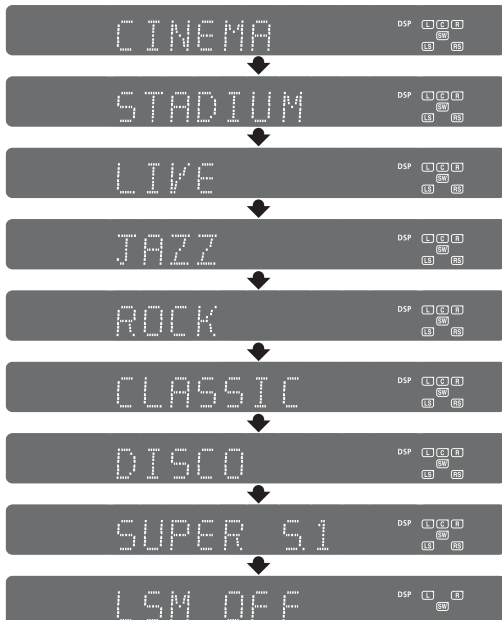 CINEMA DSP L C R
SW
LS RS
STADIUM DSP L C R
SW
LS RS
LIVE DSP L C R
SW
LS RS
JAZZ DSP L C R
SW
LS RS
ROCK DSP L C R
SW
LS RS
CLASSIC DSP L C R
SW
LS RS
DISCO DSP L C R
SW
LS RS
SUPER 5.1 DSP L C R
SW
LS RS
LSM OFF DSP L R
SW